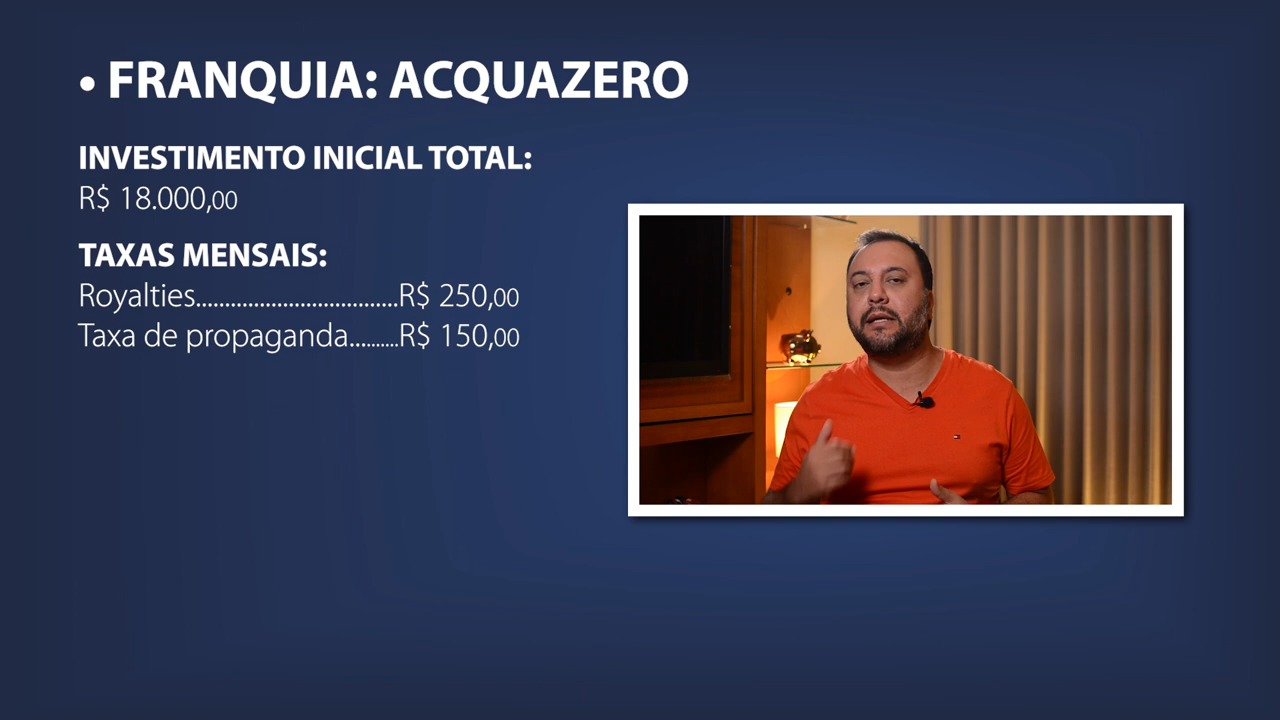 • FRANQUIA: ACQUAZERO
INVESTIMENTO INICIAL TOTAL:
R$ 18.000,00
TAXAS MENSAIS:
Royalties..................................R$ 250,00
Taxa de propaganda.........R$ 150,00